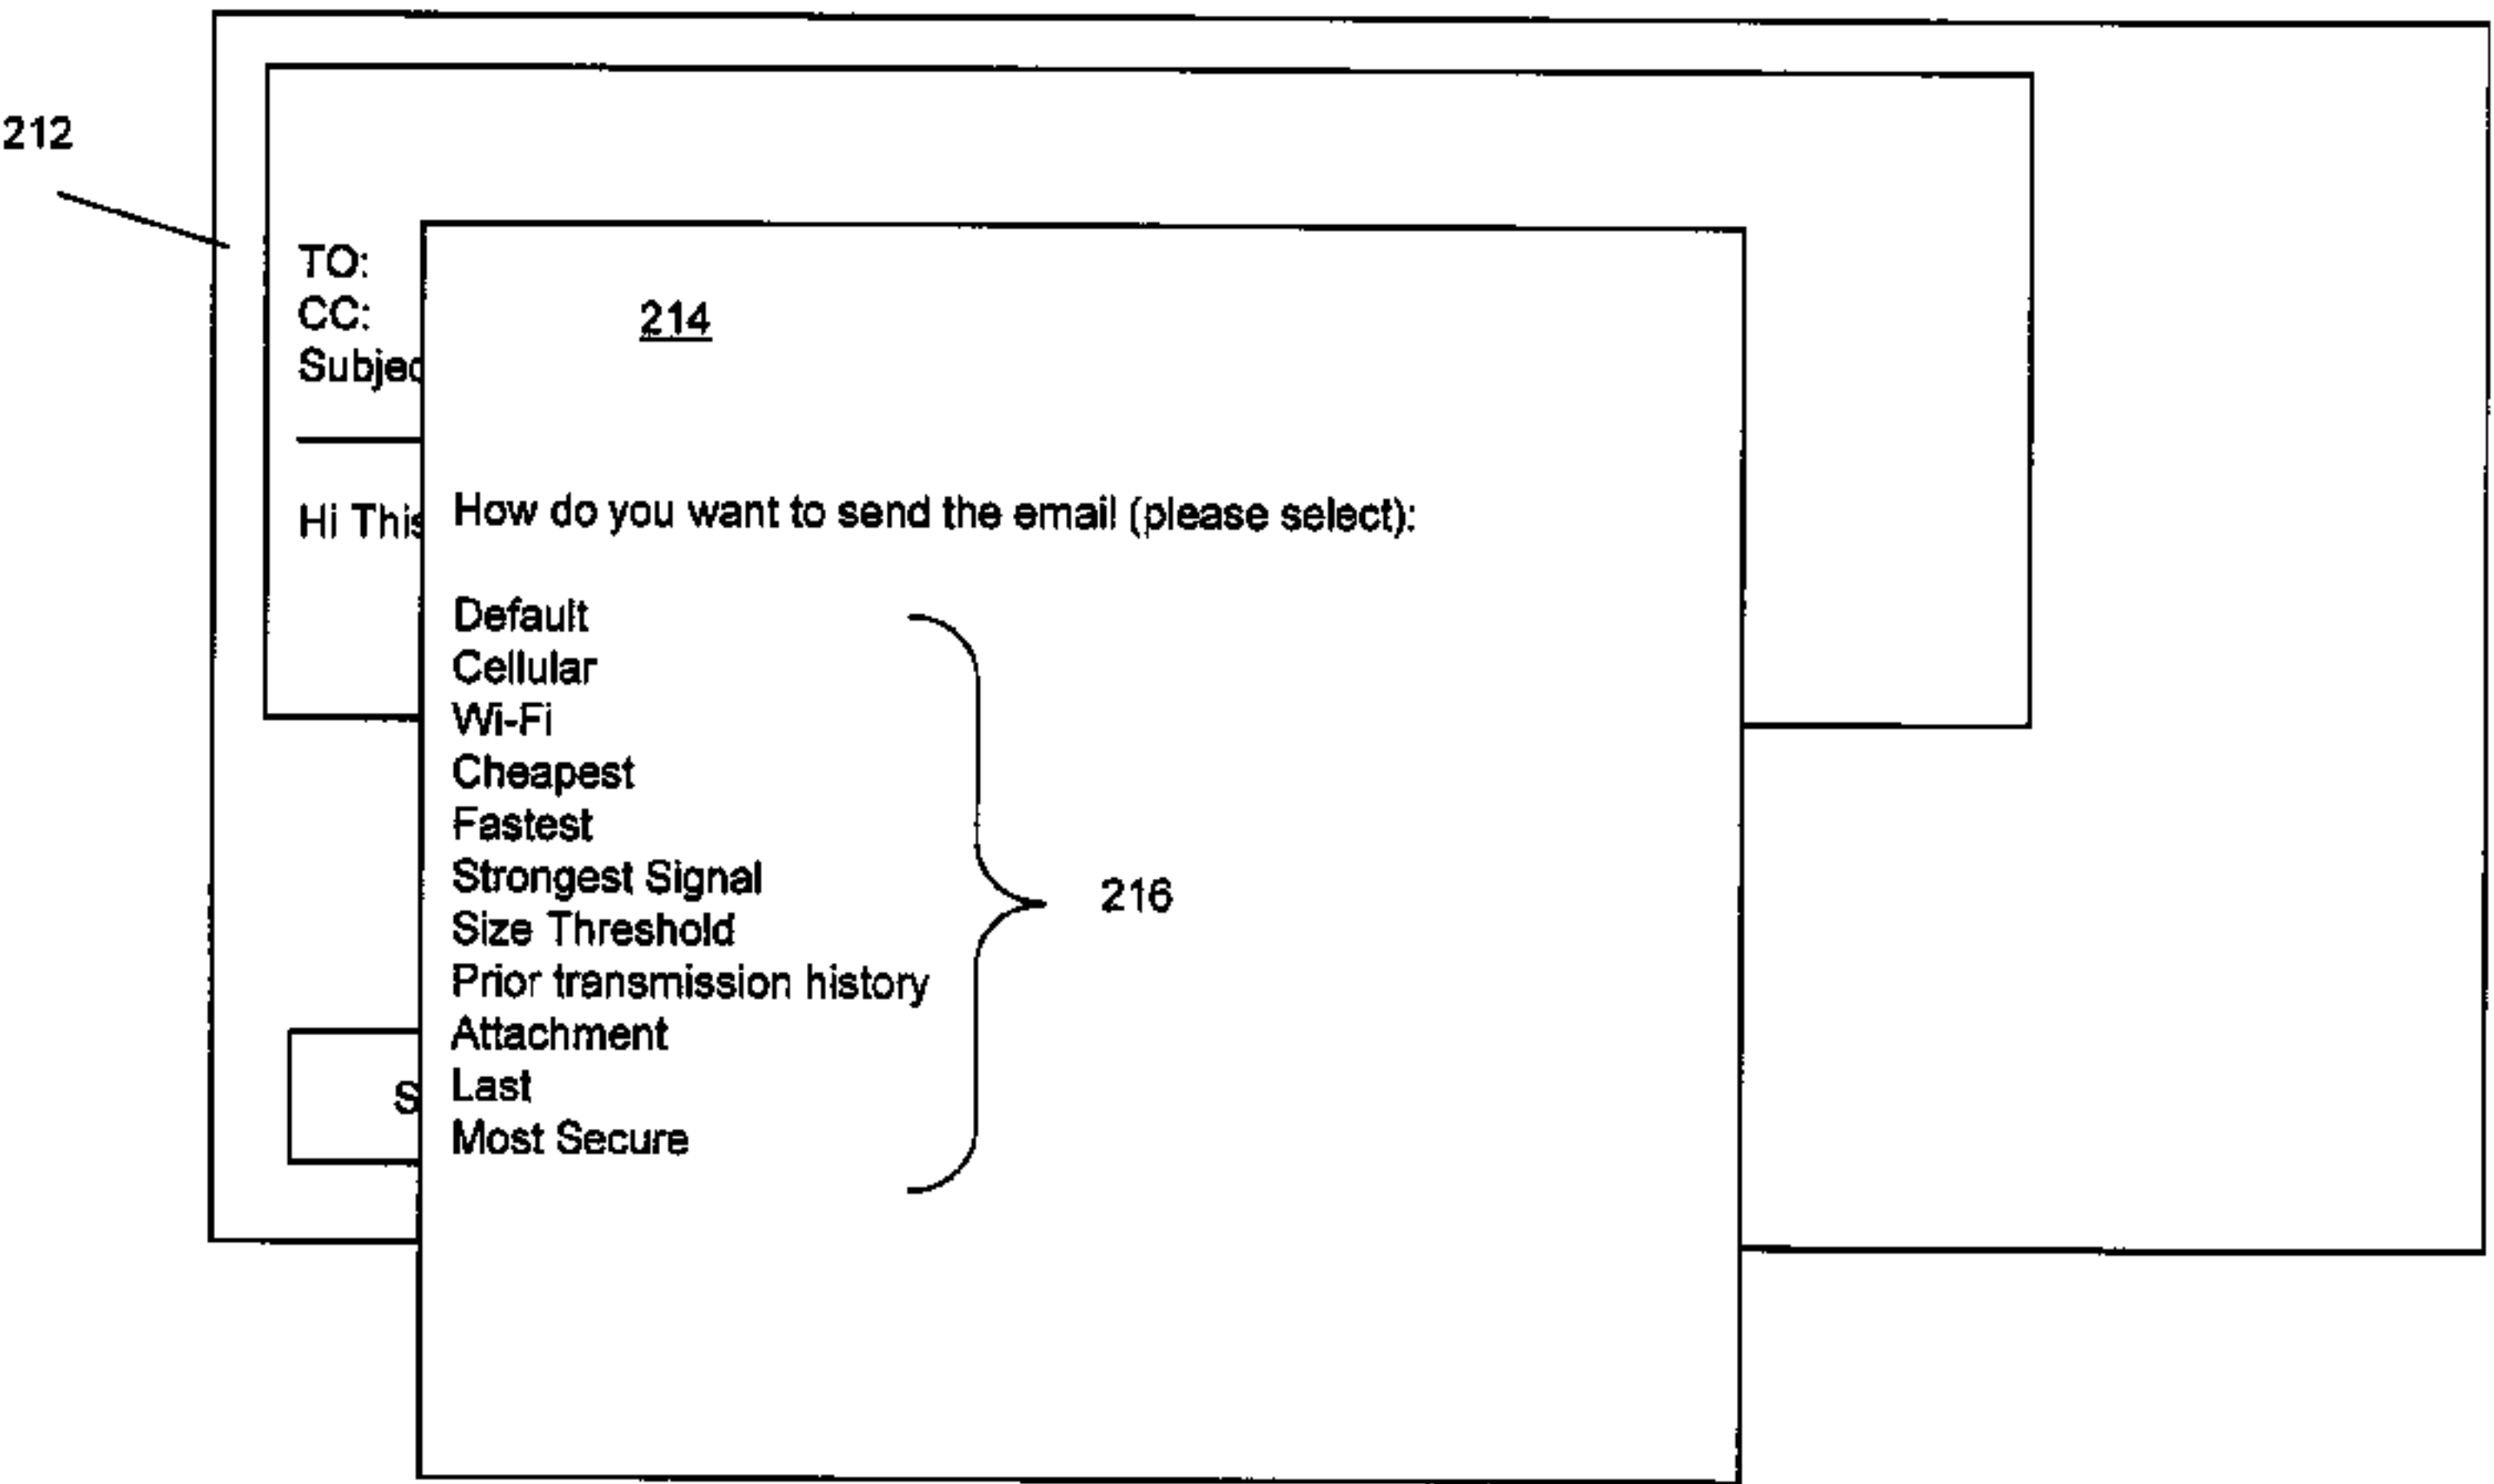 212
TO:
CC:
Subjec
214
Hi This
How do you want to send the email (please select):
Default
Cellular
Wi-Fi
Cheapest
Fastest
Strongest Signal
Size Threshold
Prior transmission history
Attachment
Last
Most Secure
216
S